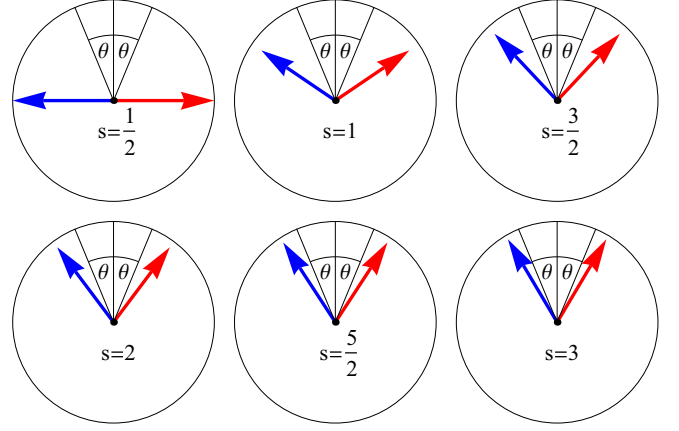 θ θ θ θ θ θ
s=1/2 s=1 s=3/2
θ θ θ θ θ θ
s=2 s=5/2 s=3